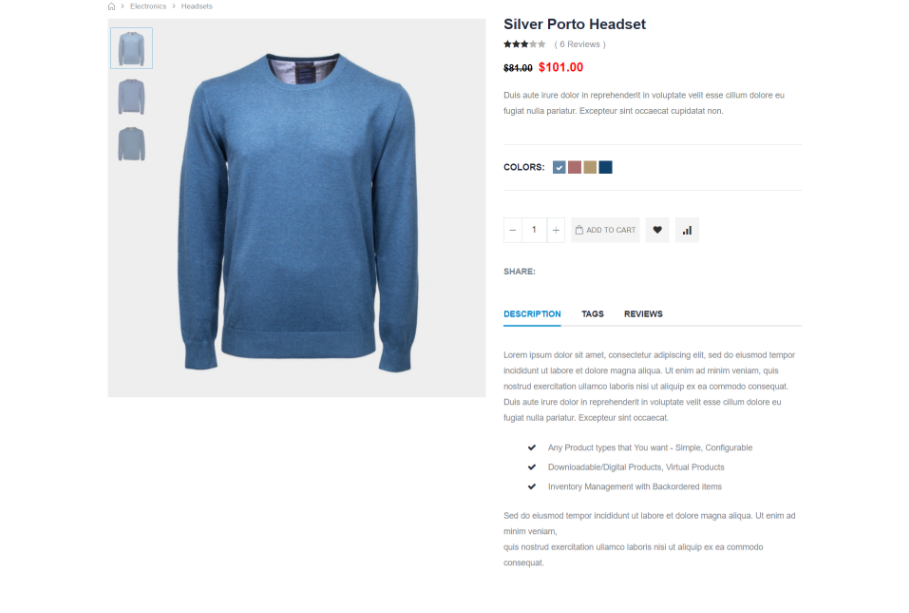 Electronics > Headsets
Silver Porto Headset
( 6 Reviews )
$81.00 $101.00
Duis aute irure dolor in reprehenderit in voluptate velit esse cillum dolore eu
fugiat nulla pariatur. Excepteur sint occaecat cupidatat non.
COLORS:
− 1 +
ADD TO CART
SHARE:
DESCRIPTION TAGS REVIEWS
Lorem ipsum dolor sit amet, consectetur adipiscing elit, sed do eiusmod tempor
incididunt ut labore et dolore magna aliqua. Ut enim ad minim veniam, quis
nostrud exercitation ullamco laboris nisi ut aliquip ex ea commodo consequat.
Duis aute irure dolor in reprehenderit in voluptate velit esse cillum dolore eu
fugiat nulla pariatur. Excepteur sint occaecat.
Any Product types that You want - Simple, Configurable
Downloadable/Digital Products, Virtual Products
Inventory Management with Backordered items
Sed do eiusmod tempor incididunt ut labore et dolore magna aliqua. Ut enim ad
minim veniam,
quis nostrud exercitation ullamco laboris nisi ut aliquip ex ea commodo
consequat.